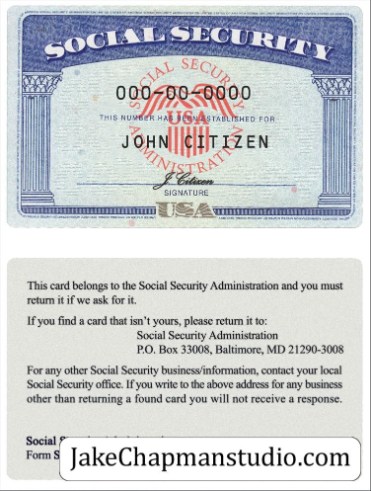 SOCIAL SECURITY
SOCIAL SECURITY
000-00-0000
THIS NUMBER HAS BEEN ESTABLISHED FOR
USA
JOHN CITIZEN
ADMINISTRATION
J. Citizen
SIGNATURE
USA
This card belongs to the Social Security Administration and you must
return it if we ask for it.
If you find a card that isn't yours, please return it to:
Social Security Administration
P.O. Box 33008, Baltimore, MD 21290-3008
For any other Social Security business/information, contact your local
Social Security office. If you write to the above address for any business
other than returning a found card you will not receive a response.
Social
Form
JakeChapmanstudio.com